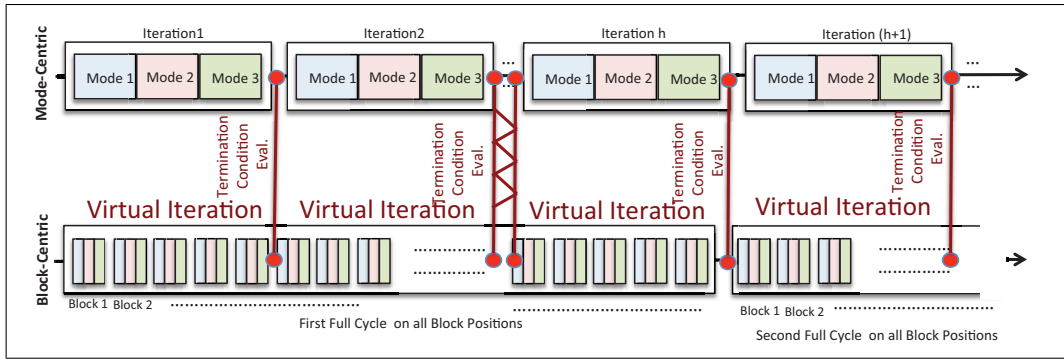 Iteration1
Iteration2
Iteration h
Iteration (h+1)
Mode-Centric
Mode 1 Mode 2 Mode 3
Mode 1 Mode 2 Mode 3
Mode 1 Mode 2 Mode 3
Mode 1 Mode 2 Mode 3
Termination
Condition
Eval.
Termination
Condition
Eval.
Termination
Condition
Eval.
Termination
Condition
Eval.
Virtual Iteration
Virtual Iteration
Virtual Iteration
Virtual Iteration
Block-Centric
Block 1 Block 2
Block 1 Block 2
First Full Cycle on all Block Positions
Second Full Cycle on all Block Positions